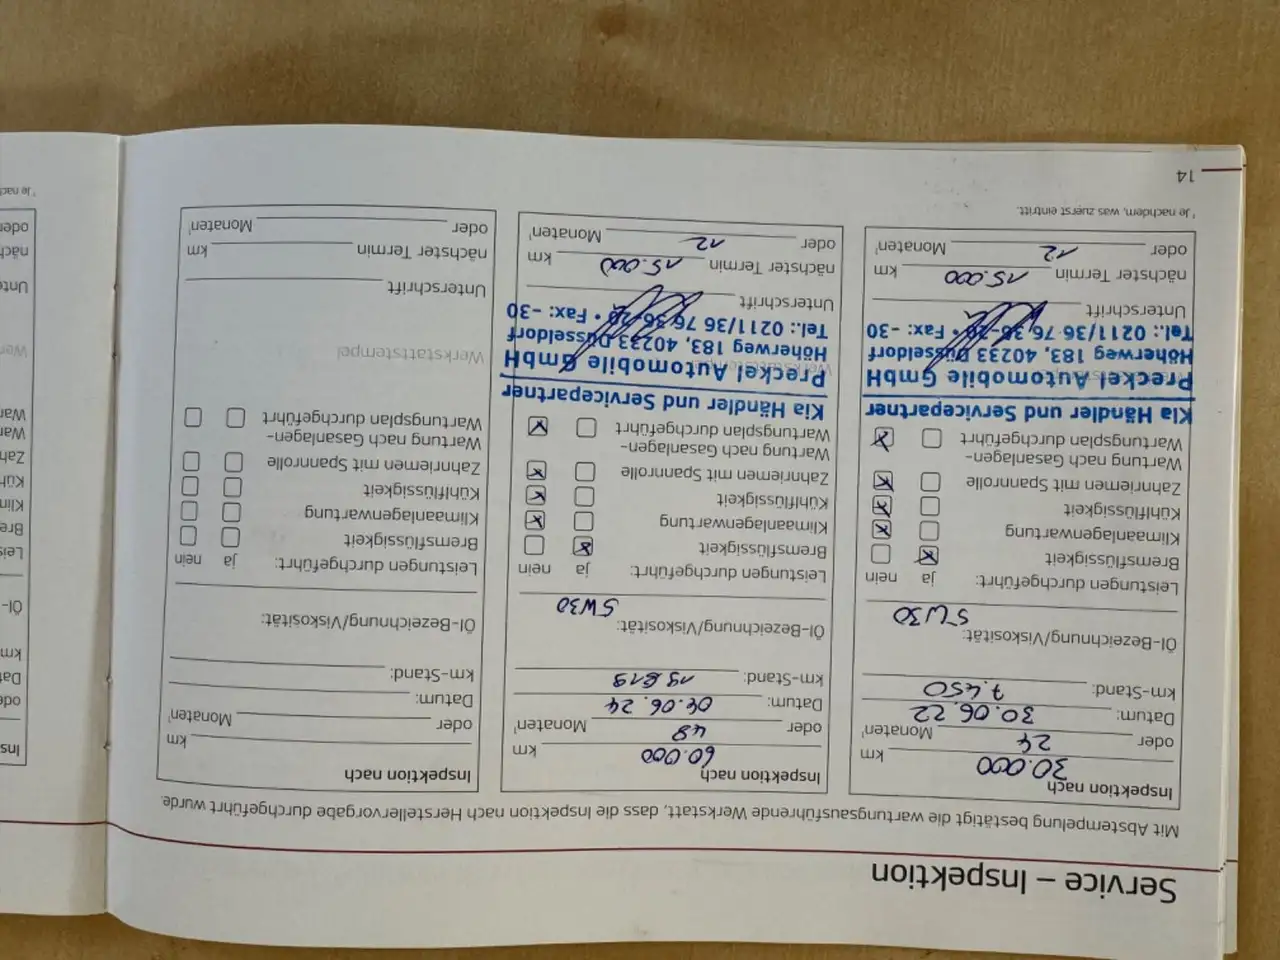 Service – Inspektion
Mit Abstempelung bestätigt die wartungsausführende Werkstatt, dass die Inspektion nach Herstellervorgabe durchgeführt wurde.
Inspektion nach
30.000 km
oder 24 Monaten¹
Datum: 30.06.22
km-Stand: 7.450
Öl-Bezeichnung/Viskosität:
5W30
Leistungen durchgeführt: ja nein
Bremsflüssigkeit x
Klimaanlagenwartung x
Kühlflüssigkeit x
Zahnriemen mit Spannrolle x
Wartung nach Gasanlagen-
Wartungsplan durchgeführt x
Kia Händler und Servicepartner
Preckel Automobile GmbH
Höherweg 183, 40233 Düsseldorf
Tel.: 0211/36 76 36-20 • Fax: -30
Unterschrift
nächster Termin 15.000 km
oder 12 Monaten¹
Inspektion nach
60.000 km
oder 48 Monaten¹
Datum: 04.06.24
km-Stand: 19.619
Öl-Bezeichnung/Viskosität:
5W30
Leistungen durchgeführt: ja nein
Bremsflüssigkeit x
Klimaanlagenwartung x
Kühlflüssigkeit x
Zahnriemen mit Spannrolle x
Wartung nach Gasanlagen-
Wartungsplan durchgeführt x
Kia Händler und Servicepartner
Preckel Automobile GmbH
Höherweg 183, 40233 Düsseldorf
Tel.: 0211/36 76 36-20 • Fax: -30
Unterschrift
nächster Termin 15.000 km
oder 12 Monaten¹
Inspektion nach
km
oder Monaten¹
Datum:
km-Stand:
Öl-Bezeichnung/Viskosität:
Leistungen durchgeführt: ja nein
Bremsflüssigkeit
Klimaanlagenwartung
Kühlflüssigkeit
Zahnriemen mit Spannrolle
Wartung nach Gasanlagen-
Wartungsplan durchgeführt
Werkstattstempel
Unterschrift
nächster Termin km
oder Monaten¹
¹ Je nachdem, was zuerst eintritt.
14